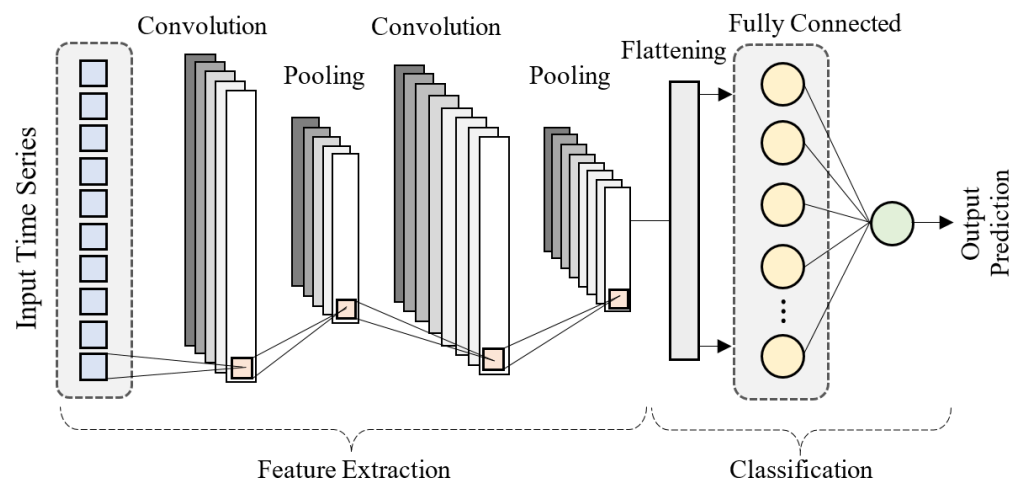 Convolution
Convolution
Fully Connected
Pooling
Pooling
Flattening
Input Time Series
Output
Prediction
Feature Extraction
Classification